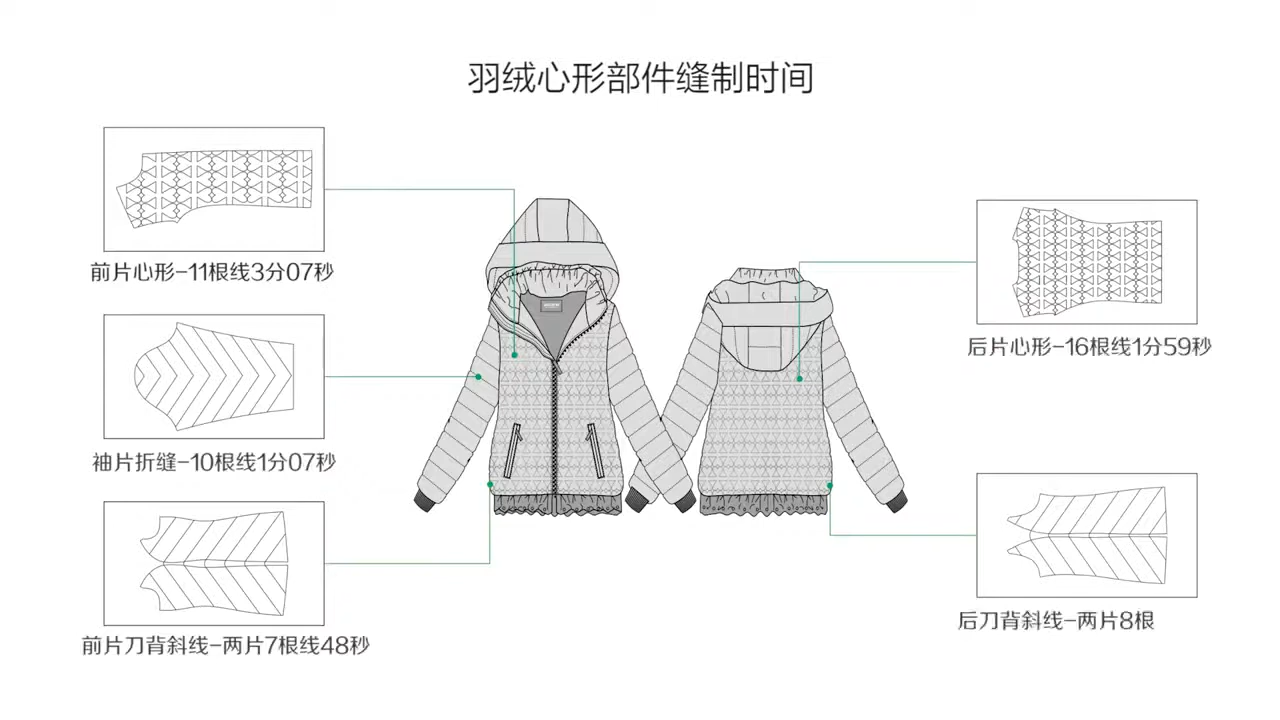 羽绒心形部件缝制时间
前片心形-11根线3分07秒
袖片折缝-10根线1分07秒
前片刀背斜线-两片7根线48秒
后片心形-16根线1分59秒
后刀背斜线-两片8根